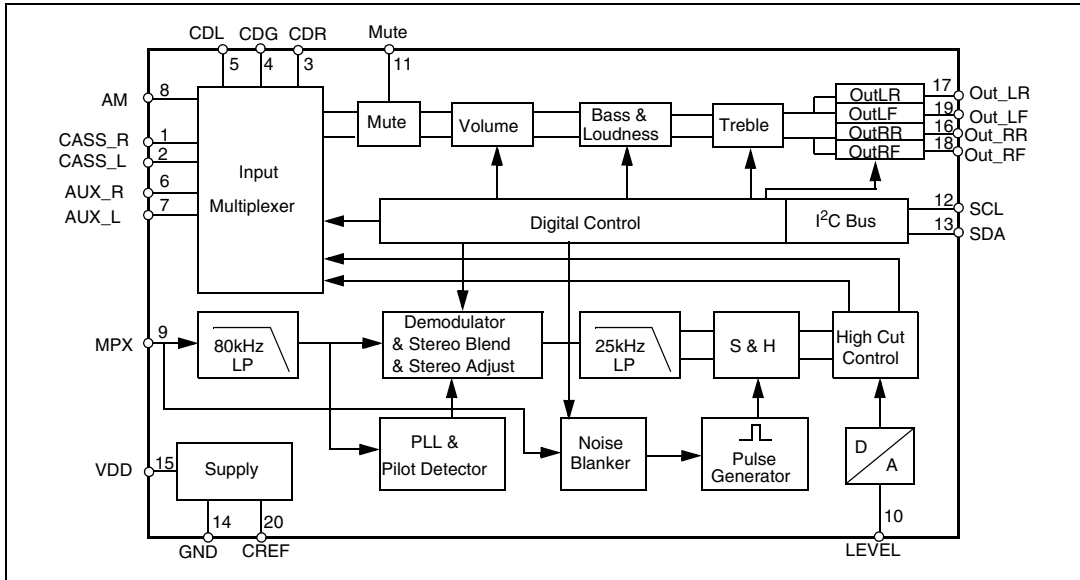 CDL CDG CDR Mute
5 4 3 11
AM 8
CASS_R 1
CASS_L 2
AUX_R 6
AUX_L 7
Input
Multiplexer
Mute
Volume
Bass &
Loudness
Treble
OutLR 17 Out_LR
OutLF 19 Out_LF
OutRR 16 Out_RR
OutRF 18 Out_RF
Digital Control
I²C Bus
12 SCL
13 SDA
MPX 9
80kHz
LP
Demodulator
& Stereo Blend
& Stereo Adjust
25kHz
LP
S & H
High Cut
Control
PLL &
Pilot Detector
Noise
Blanker
Pulse
Generator
D
A
VDD 15
Supply
14 20
GND CREF
10
LEVEL